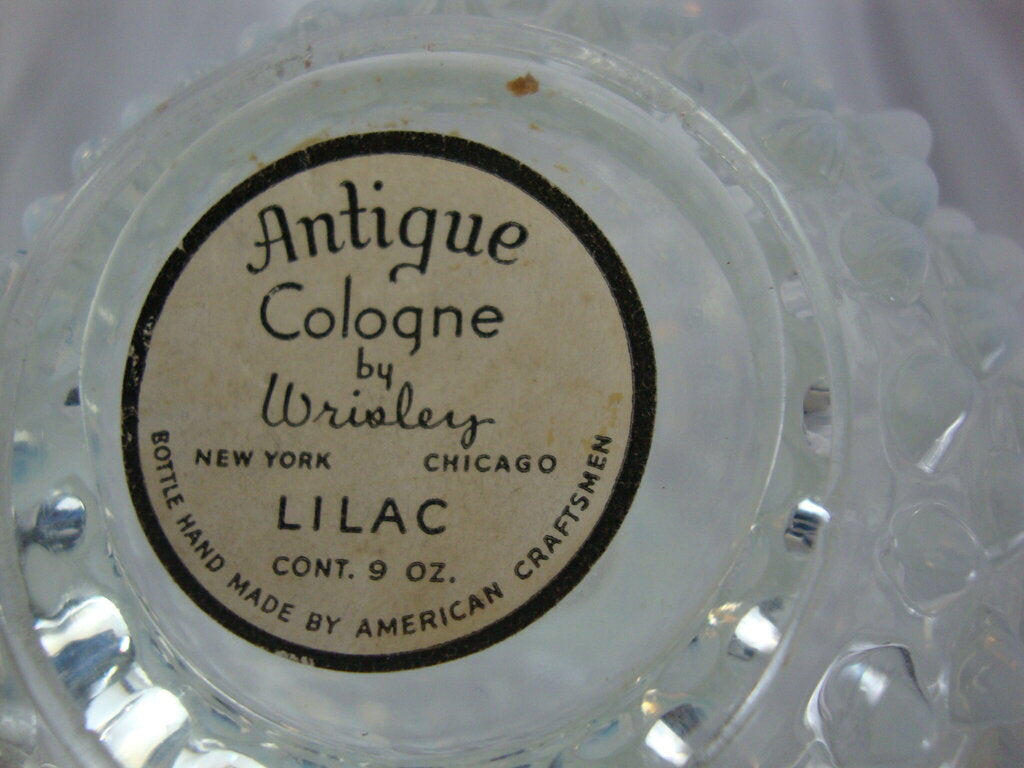 Antique
Cologne
by
Wrisley
NEW YORK CHICAGO
LILAC
CONT. 9 OZ.
BOTTLE HAND MADE BY AMERICAN CRAFTSMEN